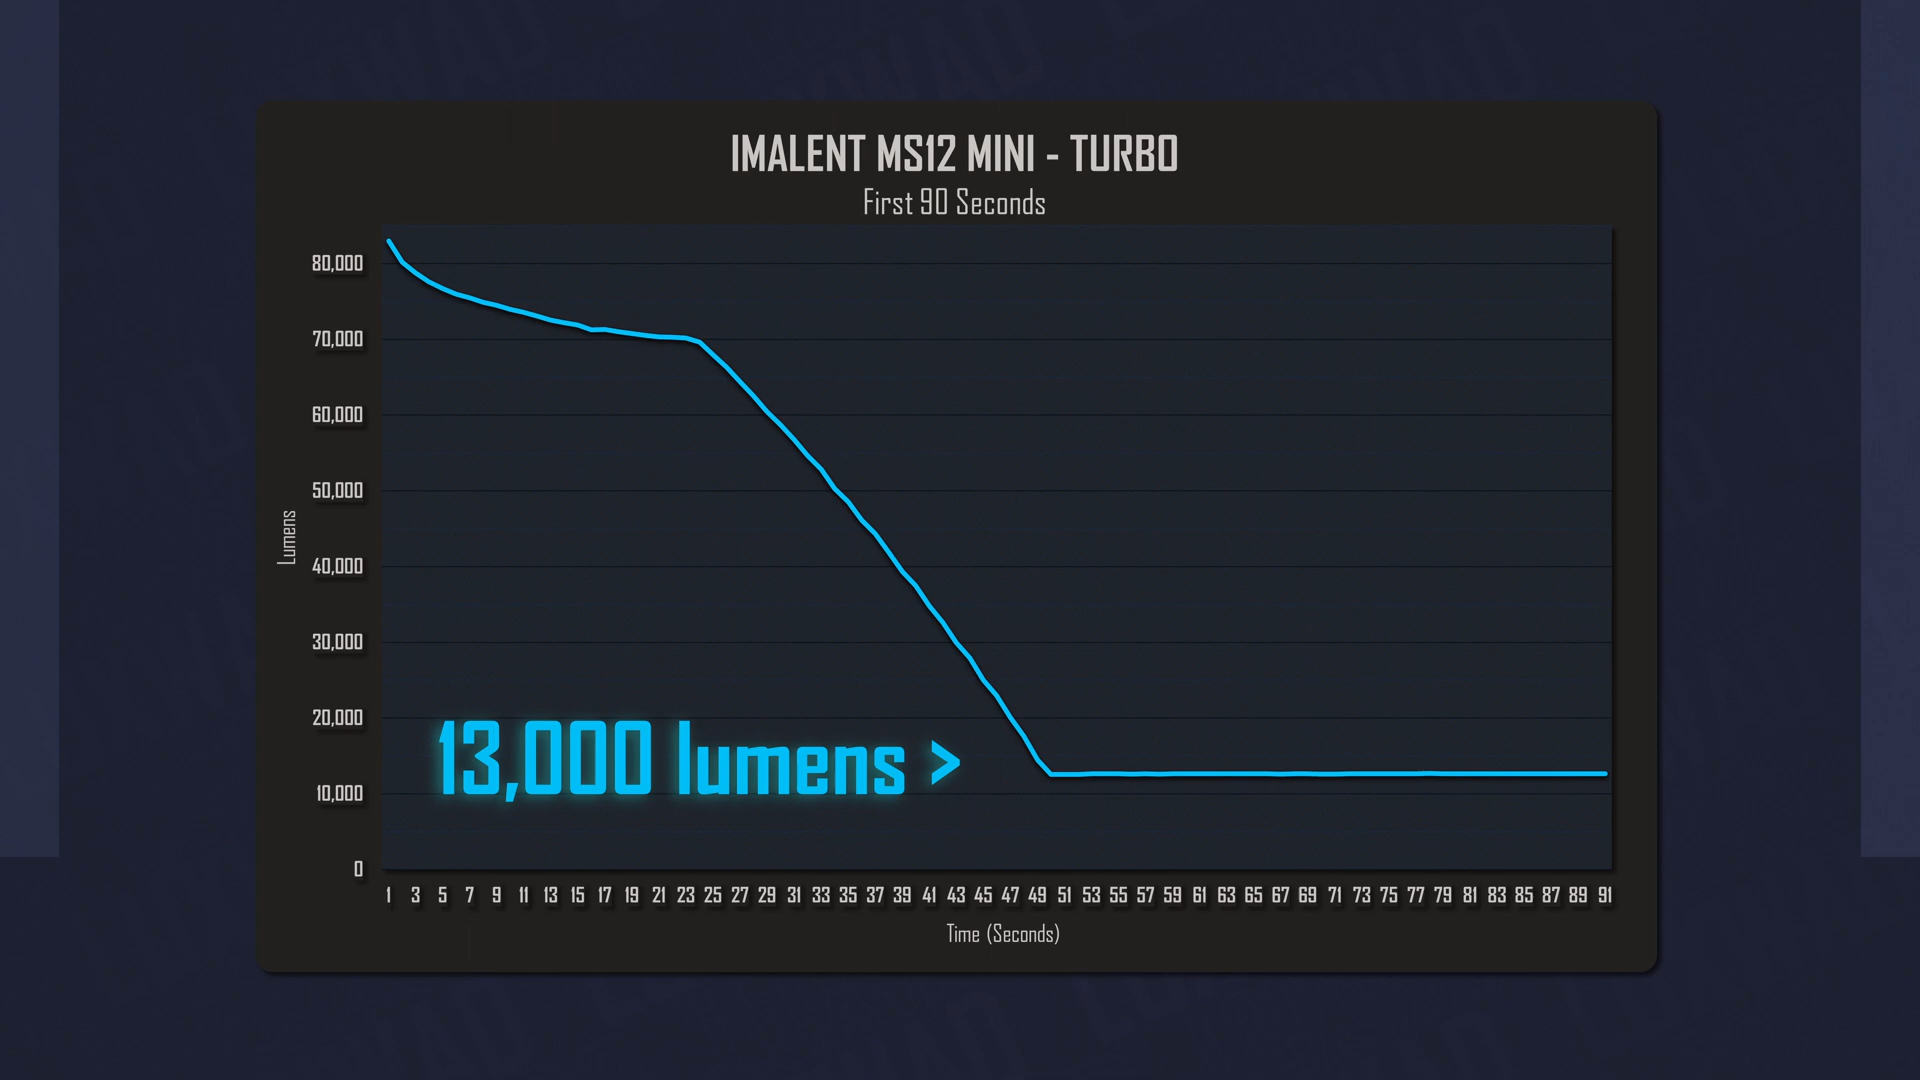 IMALENT MS12 MINI - TURBO
First 90 Seconds
80,000
70,000
60,000
50,000
40,000
30,000
20,000
10,000
0
Lumens
13,000 lumens >
1 3 5 7 9 11 13 15 17 19 21 23 25 27 29 31 33 35 37 39 41 43 45 47 49 51 53 55 57 59 61 63 65 67 69 71 73 75 77 79 81 83 85 87 89 91
Time (Seconds)